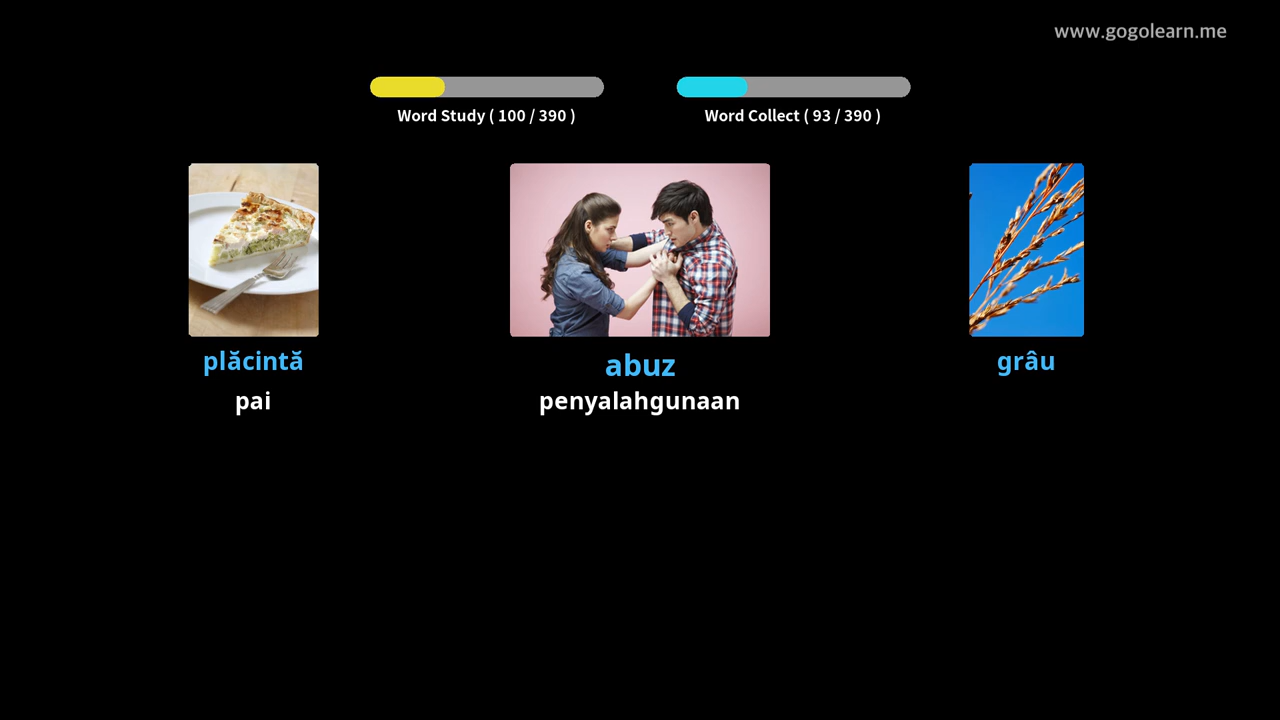 www.gogolearn.me
Word Study ( 100 / 390 )
Word Collect ( 93 / 390 )
plăcintă
pai
abuz
penyalahgunaan
grâu